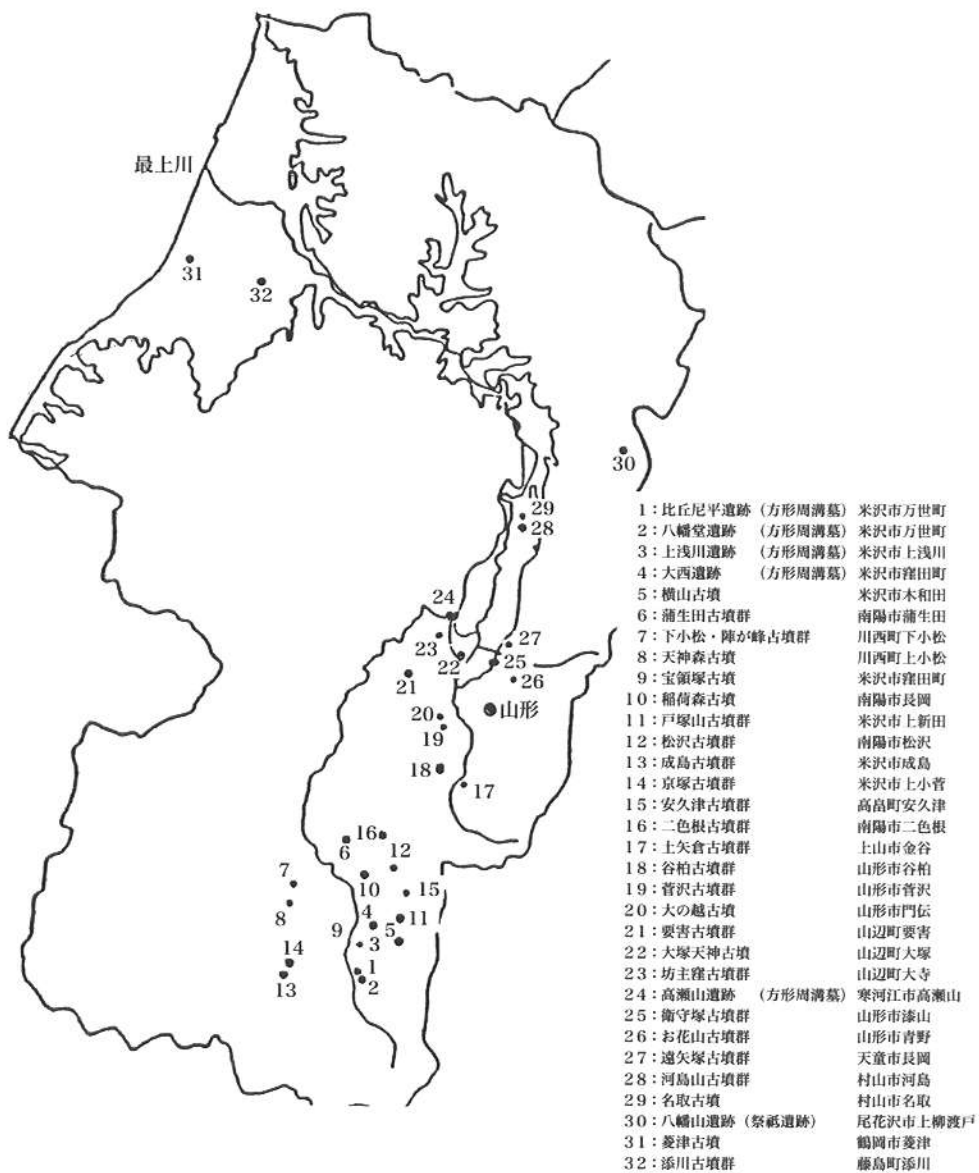 最上川
31
32
30
29
28
24
23
27
22
25
21
26
山形
20
19
18
17
16
6
12
7
10
15
8
4
11
9
5
3
14
1
13
2
1：比丘尼平遺跡（方形周溝墓） 米沢市万世町
2：八幡堂遺跡 （方形周溝墓） 米沢市万世町
3：上浅川遺跡 （方形周溝墓） 米沢市上浅川
4：大西遺跡 （方形周溝墓） 米沢市窪田町
5：横山古墳 米沢市木和田
6：蒲生田古墳群 南陽市蒲生田
7：下小松・陣が峰古墳群 川西町下小松
8：天神森古墳 川西町上小松
9：宝領塚古墳 米沢市窪田町
10：稲荷森古墳 南陽市長岡
11：戸塚山古墳群 米沢市上新田
12：松沢古墳群 南陽市松沢
13：成島古墳群 米沢市成島
14：京塚古墳群 米沢市上小菅
15：安久津古墳群 高畠町安久津
16：二色根古墳群 南陽市二色根
17：土矢倉古墳群 上山市金谷
18：谷柏古墳群 山形市谷柏
19：菅沢古墳群 山形市菅沢
20：大の越古墳 山形市門伝
21：要害古墳群 山辺町要害
22：大塚天神古墳 山辺町大塚
23：坊主窪古墳群 山辺町大寺
24：高瀬山遺跡 （方形周溝墓） 寒河江市高瀬山
25：衛守塚古墳群 山形市漆山
26：お花山古墳群 山形市青野
27：遠矢塚古墳群 天童市長岡
28：河島山古墳群 村山市河島
29：名取古墳 村山市名取
30：八幡山遺跡（祭祇遺跡） 尾花沢市上柳渡戸
31：菱津古墳 鶴岡市菱津
32：添川古墳群 藤島町添川